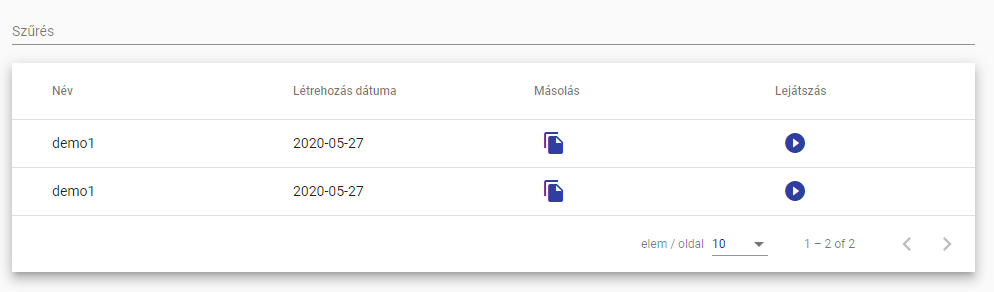 Szűrés
Név Létrehozás dátuma Másolás Lejátszás
demo1 2020-05-27
demo1 2020-05-27
elem / oldal 10 1 – 2 of 2